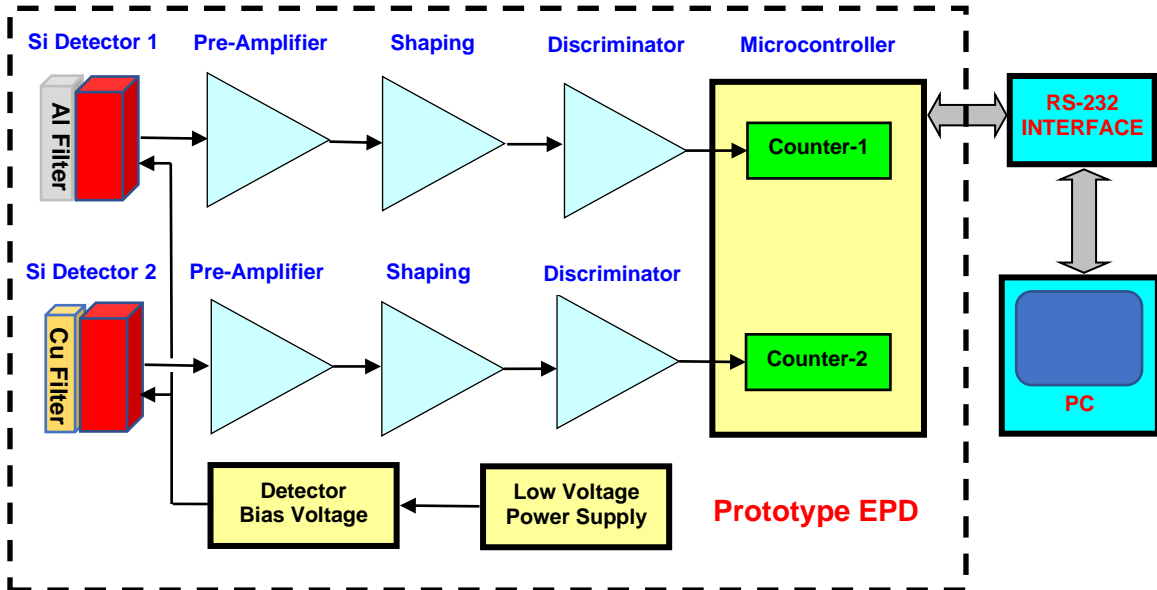 Si Detector 1
Pre-Amplifier
Shaping
Discriminator
Microcontroller
Al Filter
Counter-1
RS-232
INTERFACE
Si Detector 2
Pre-Amplifier
Shaping
Discriminator
Cu Filter
Counter-2
PC
Detector
Bias Voltage
Low Voltage
Power Supply
Prototype EPD